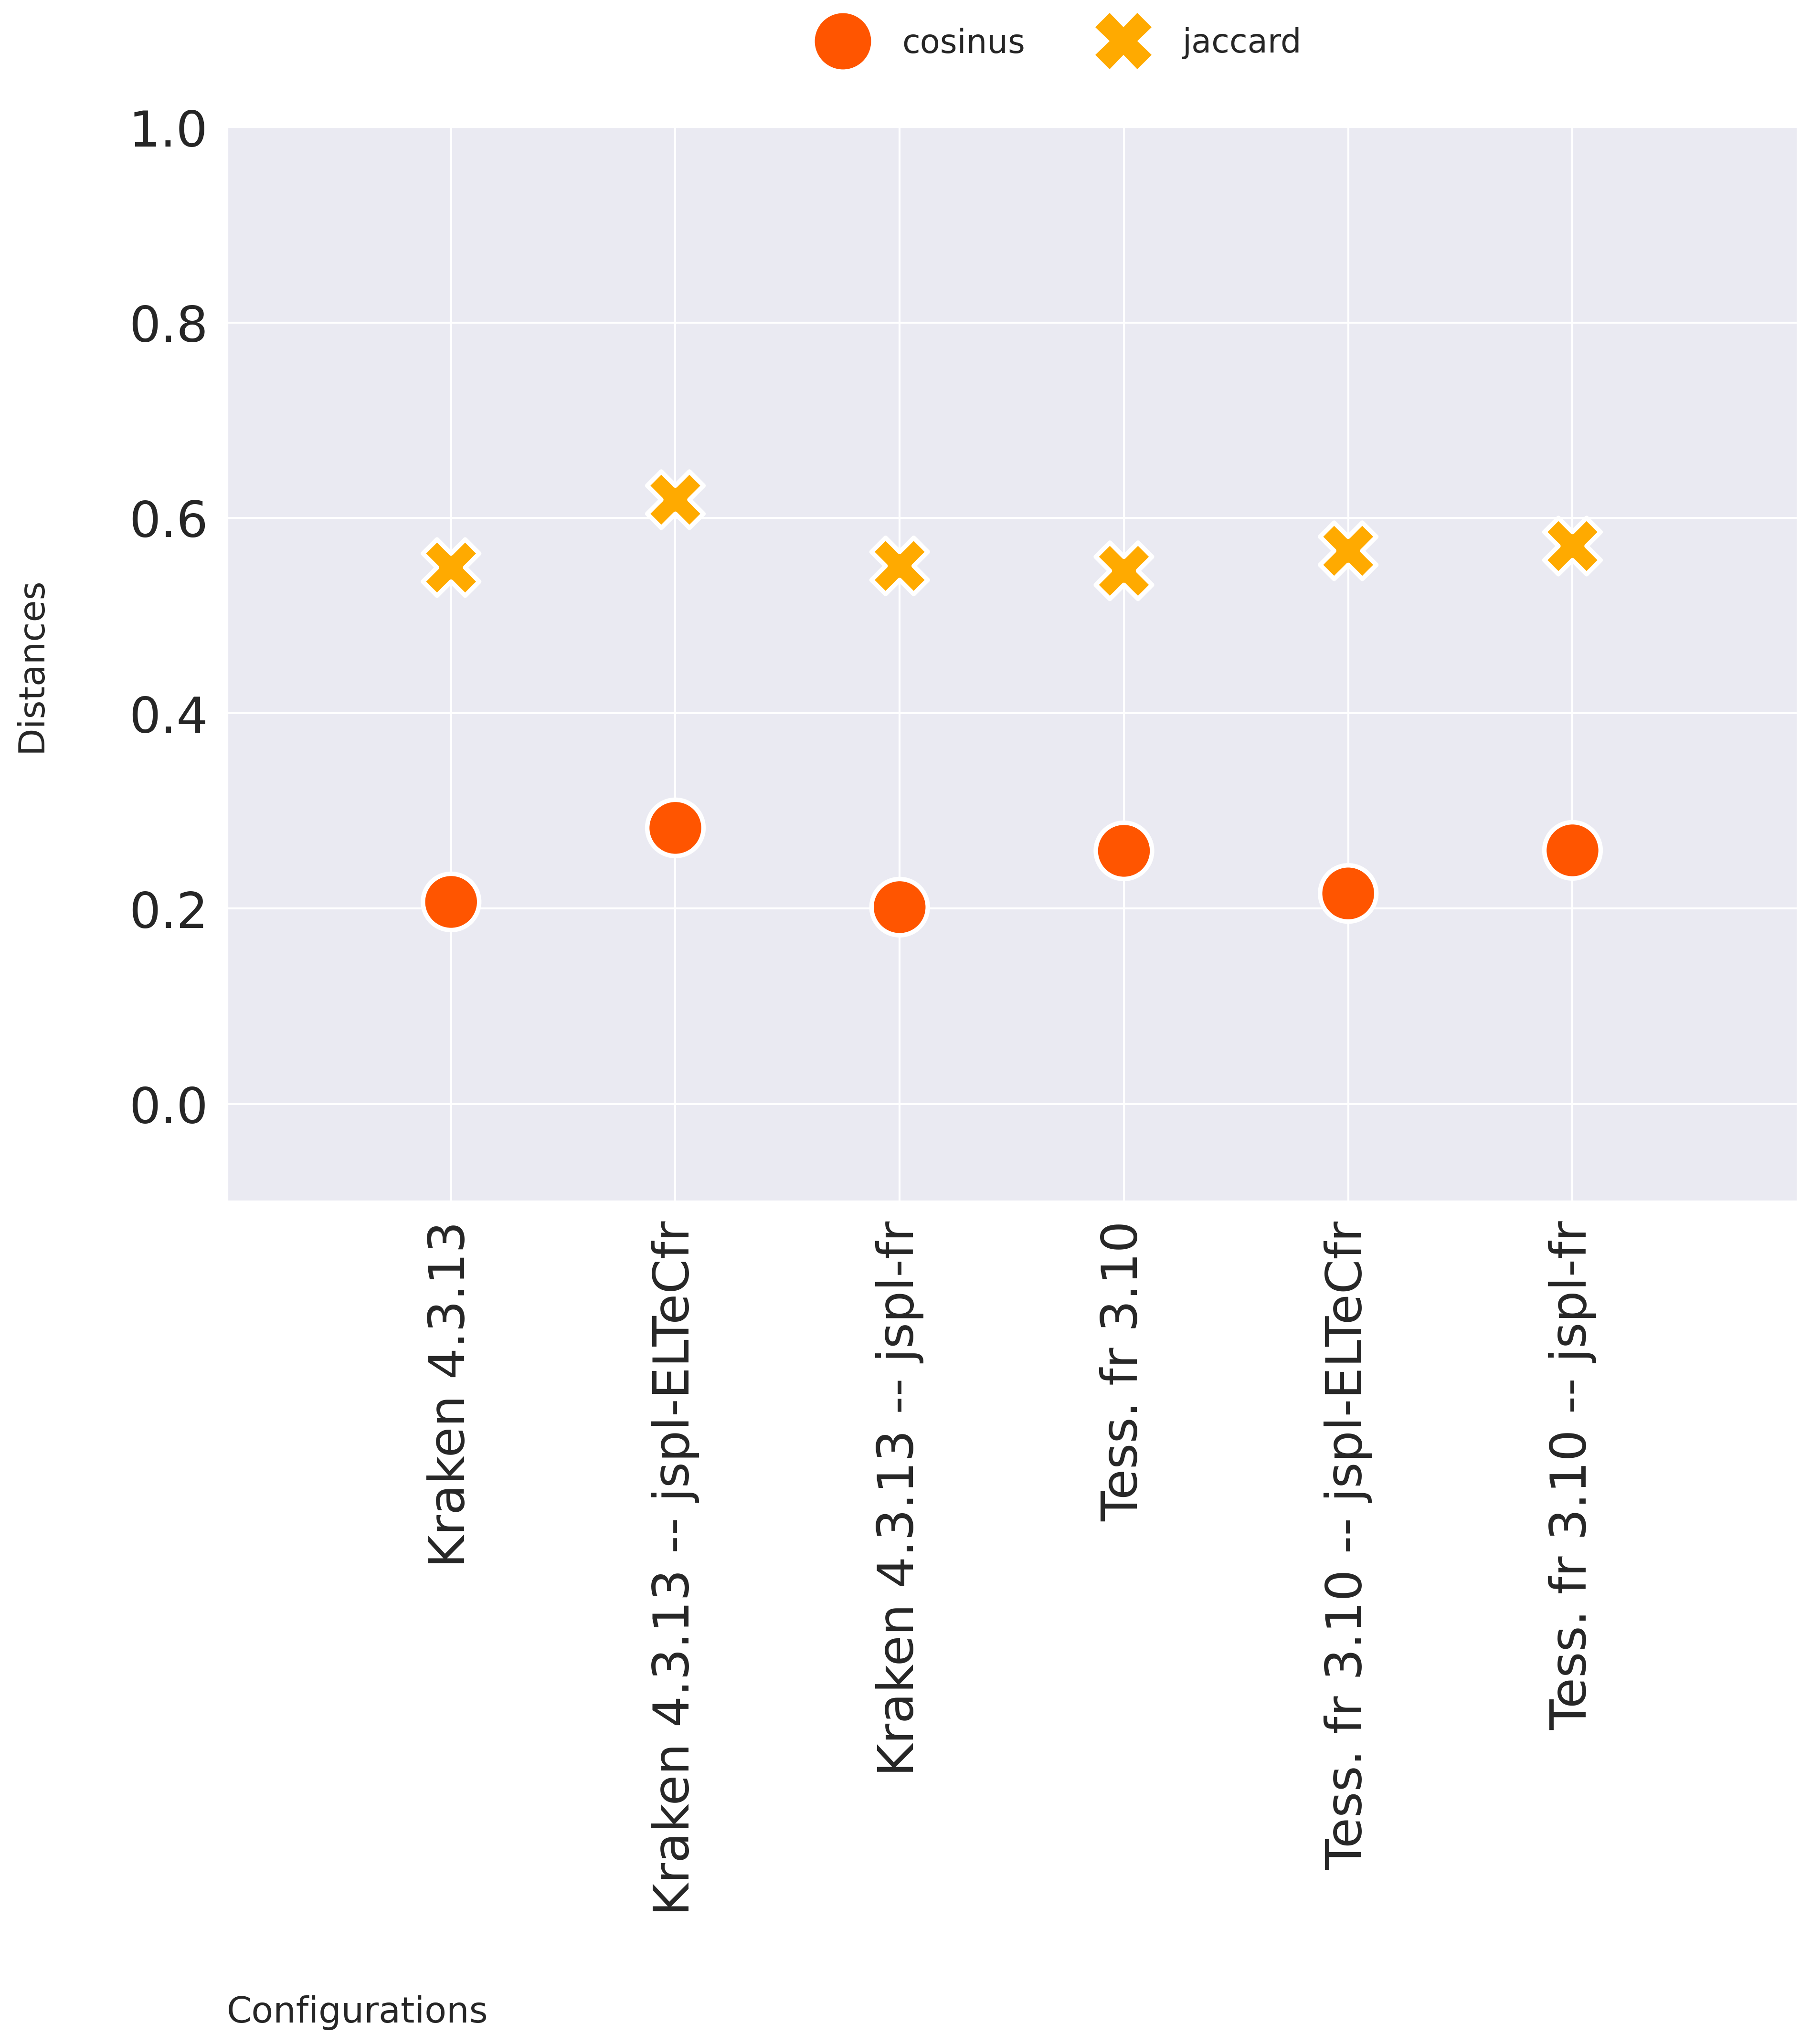 cosinus jaccard
1.0
0.8
0.6
0.4
0.2
0.0
Distances
Kraken 4.3.13
Kraken 4.3.13 -- jspl-ELTeCfr
Kraken 4.3.13 -- jspl-fr
Tess. fr 3.10
Tess. fr 3.10 -- jspl-ELTeCfr
Tess. fr 3.10 -- jspl-fr
Configurations